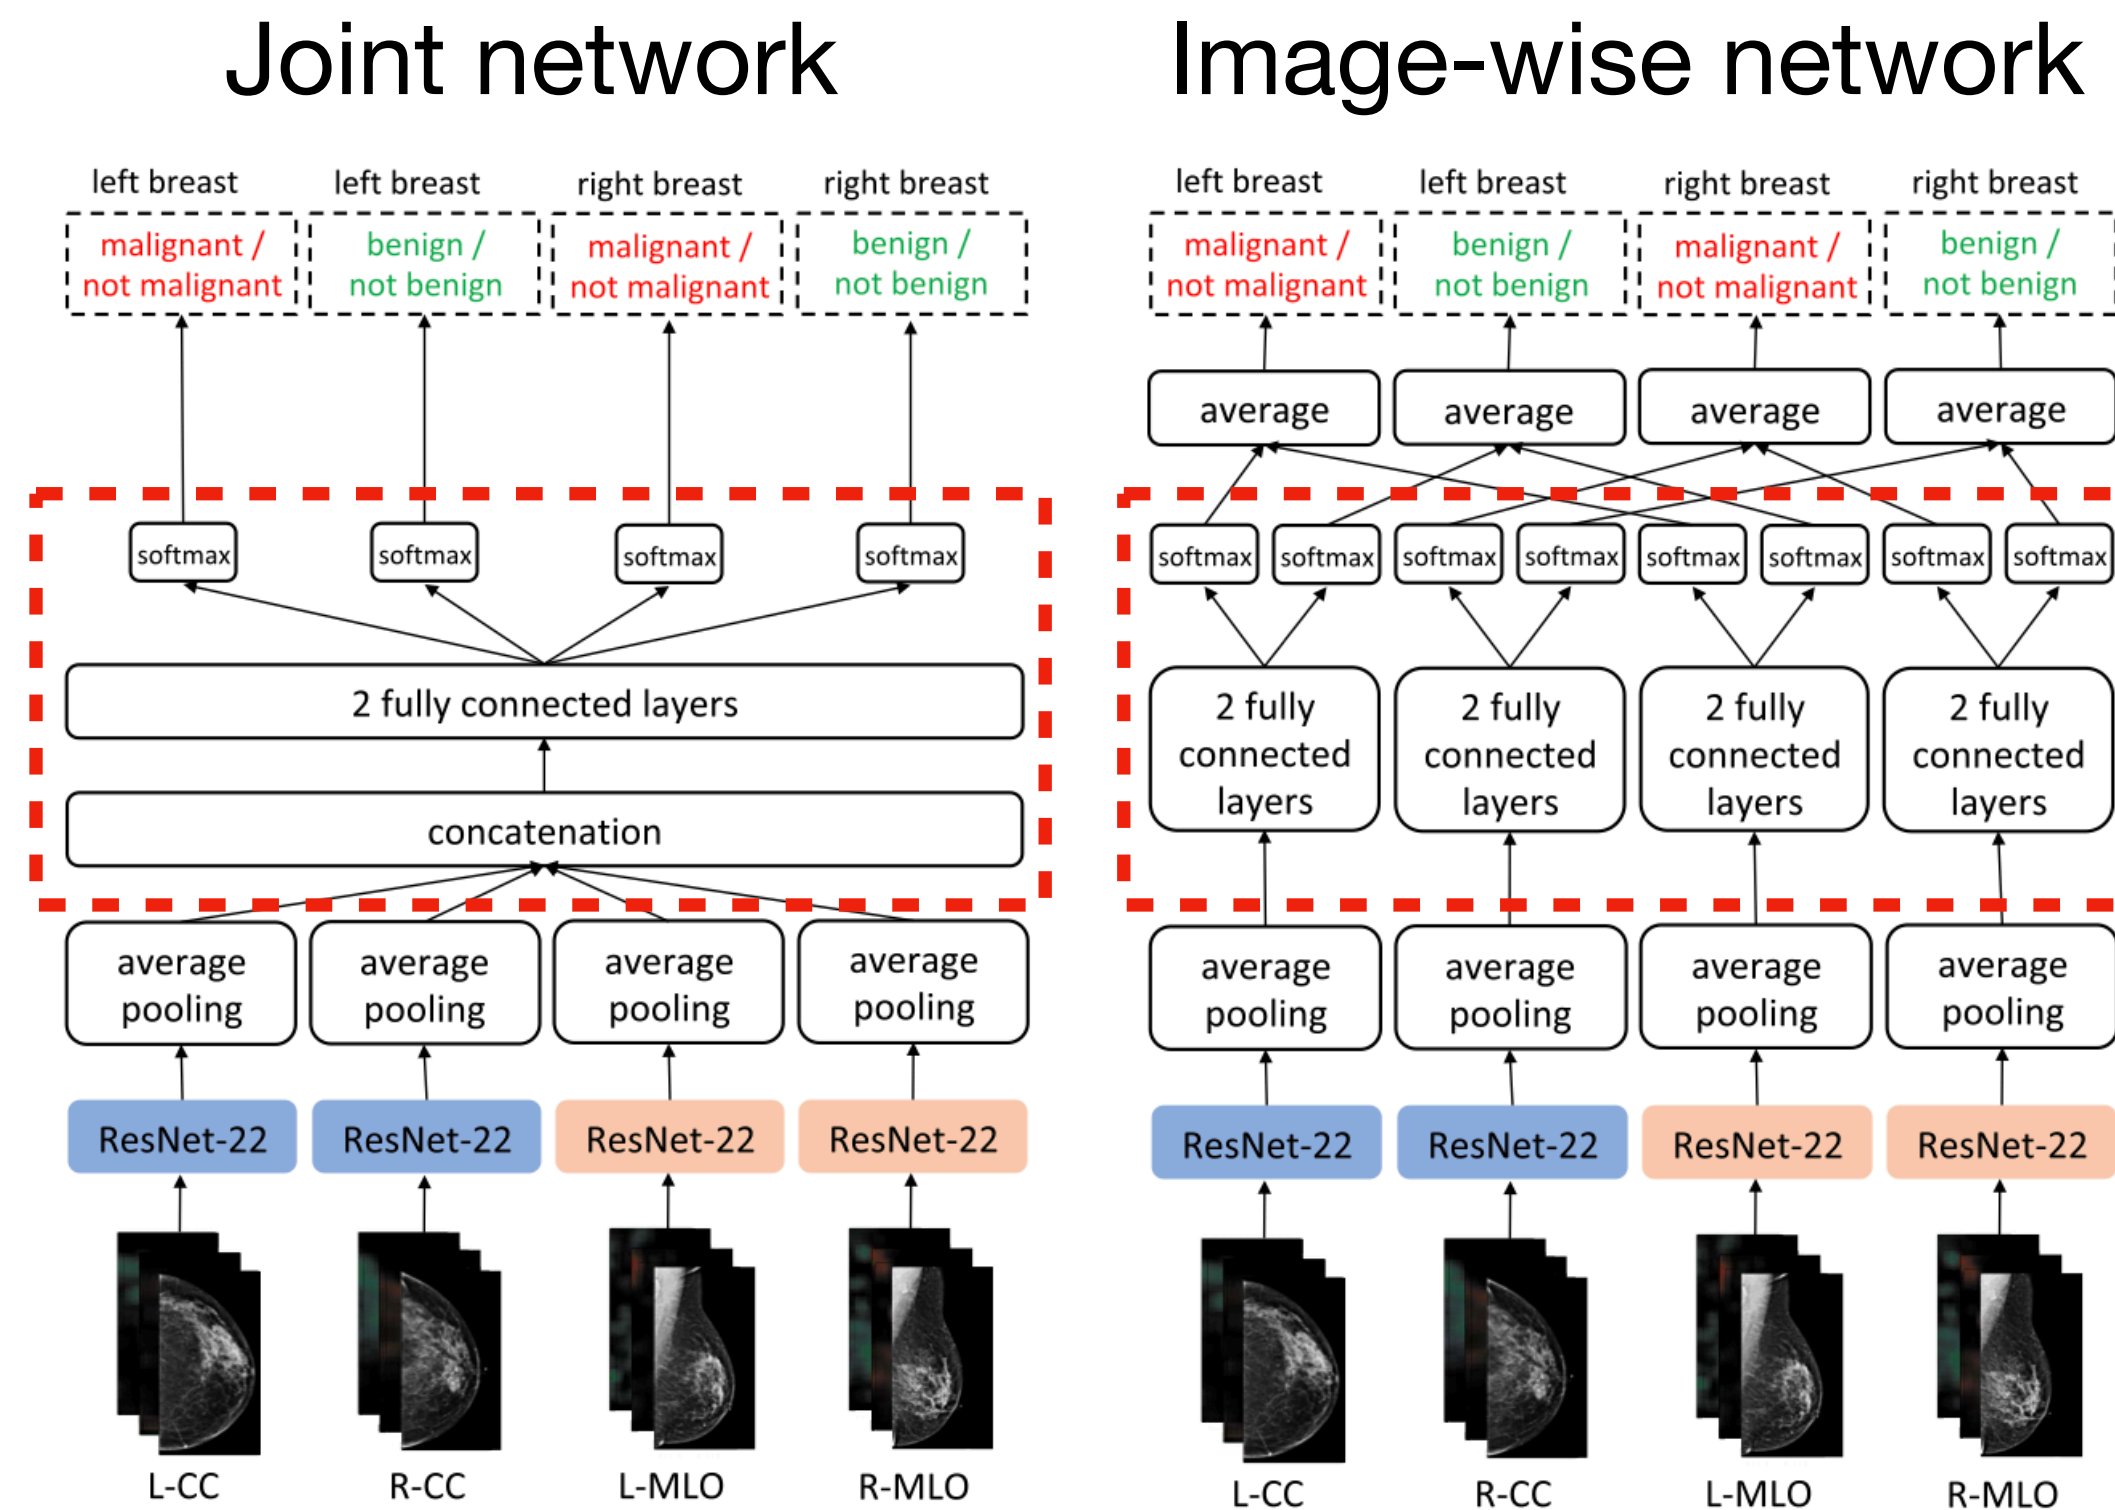 Joint network
left breast left breast right breast right breast
malignant / benign / malignant / benign /
not malignant not benign not malignant not benign
softmax softmax softmax softmax
2 fully connected layers
concatenation
average average average average
pooling pooling pooling pooling
ResNet-22 ResNet-22 ResNet-22 ResNet-22
L-CC R-CC L-MLO R-MLO
Image-wise network
left breast left breast right breast right breast
malignant / benign / malignant / benign /
not malignant not benign not malignant not benign
average average average average
softmax softmax softmax softmax softmax softmax softmax softmax
2 fully 2 fully 2 fully 2 fully
connected connected connected connected
layers layers layers layers
average average average average
pooling pooling pooling pooling
ResNet-22 ResNet-22 ResNet-22 ResNet-22
L-CC R-CC L-MLO R-MLO